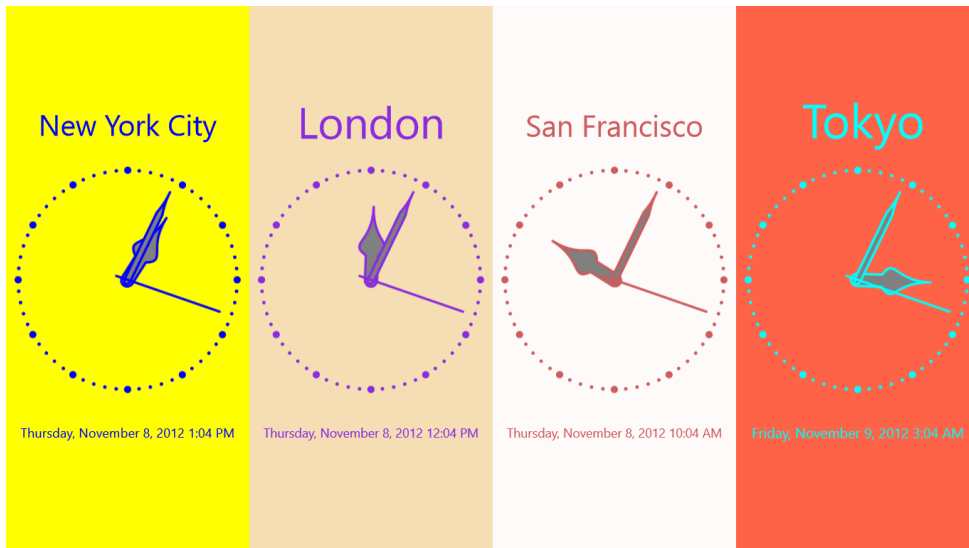 New York City
London
San Francisco
Tokyo
Thursday, November 8, 2012 1:04 PM
Thursday, November 8, 2012 12:04 PM
Thursday, November 8, 2012 10:04 AM
Friday, November 9, 2012 3:04 AM